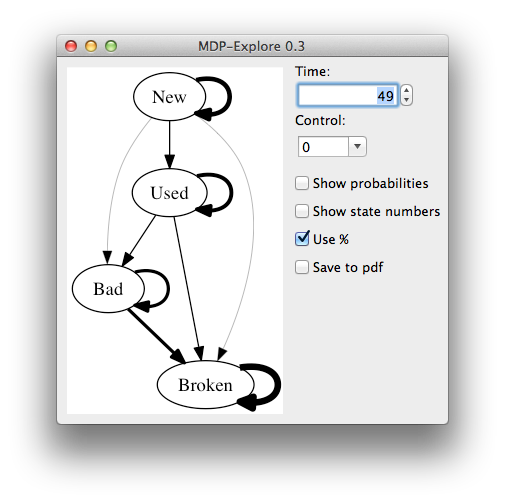 MDP-Explore 0.3
New
Used
Bad
Broken
Time:
49
Control:
0
Show probabilities
Show state numbers
Use %
Save to pdf